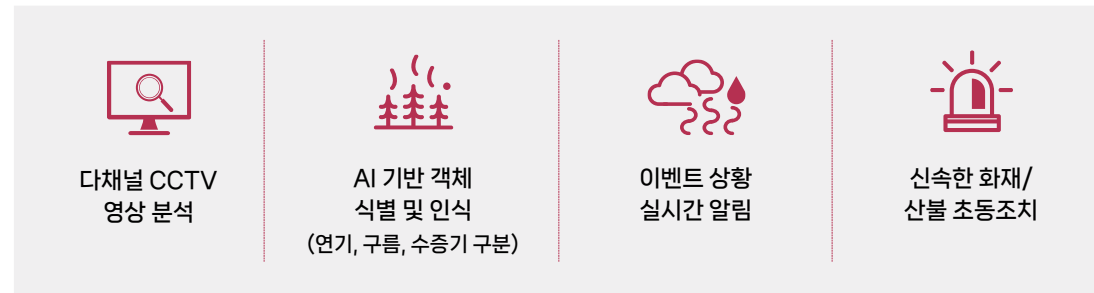 다채널 CCTV
영상 분석
AI 기반 객체
식별 및 인식
(연기, 구름, 수증기 구분)
이벤트 상황
실시간 알림
신속한 화재/
산불 초동조치